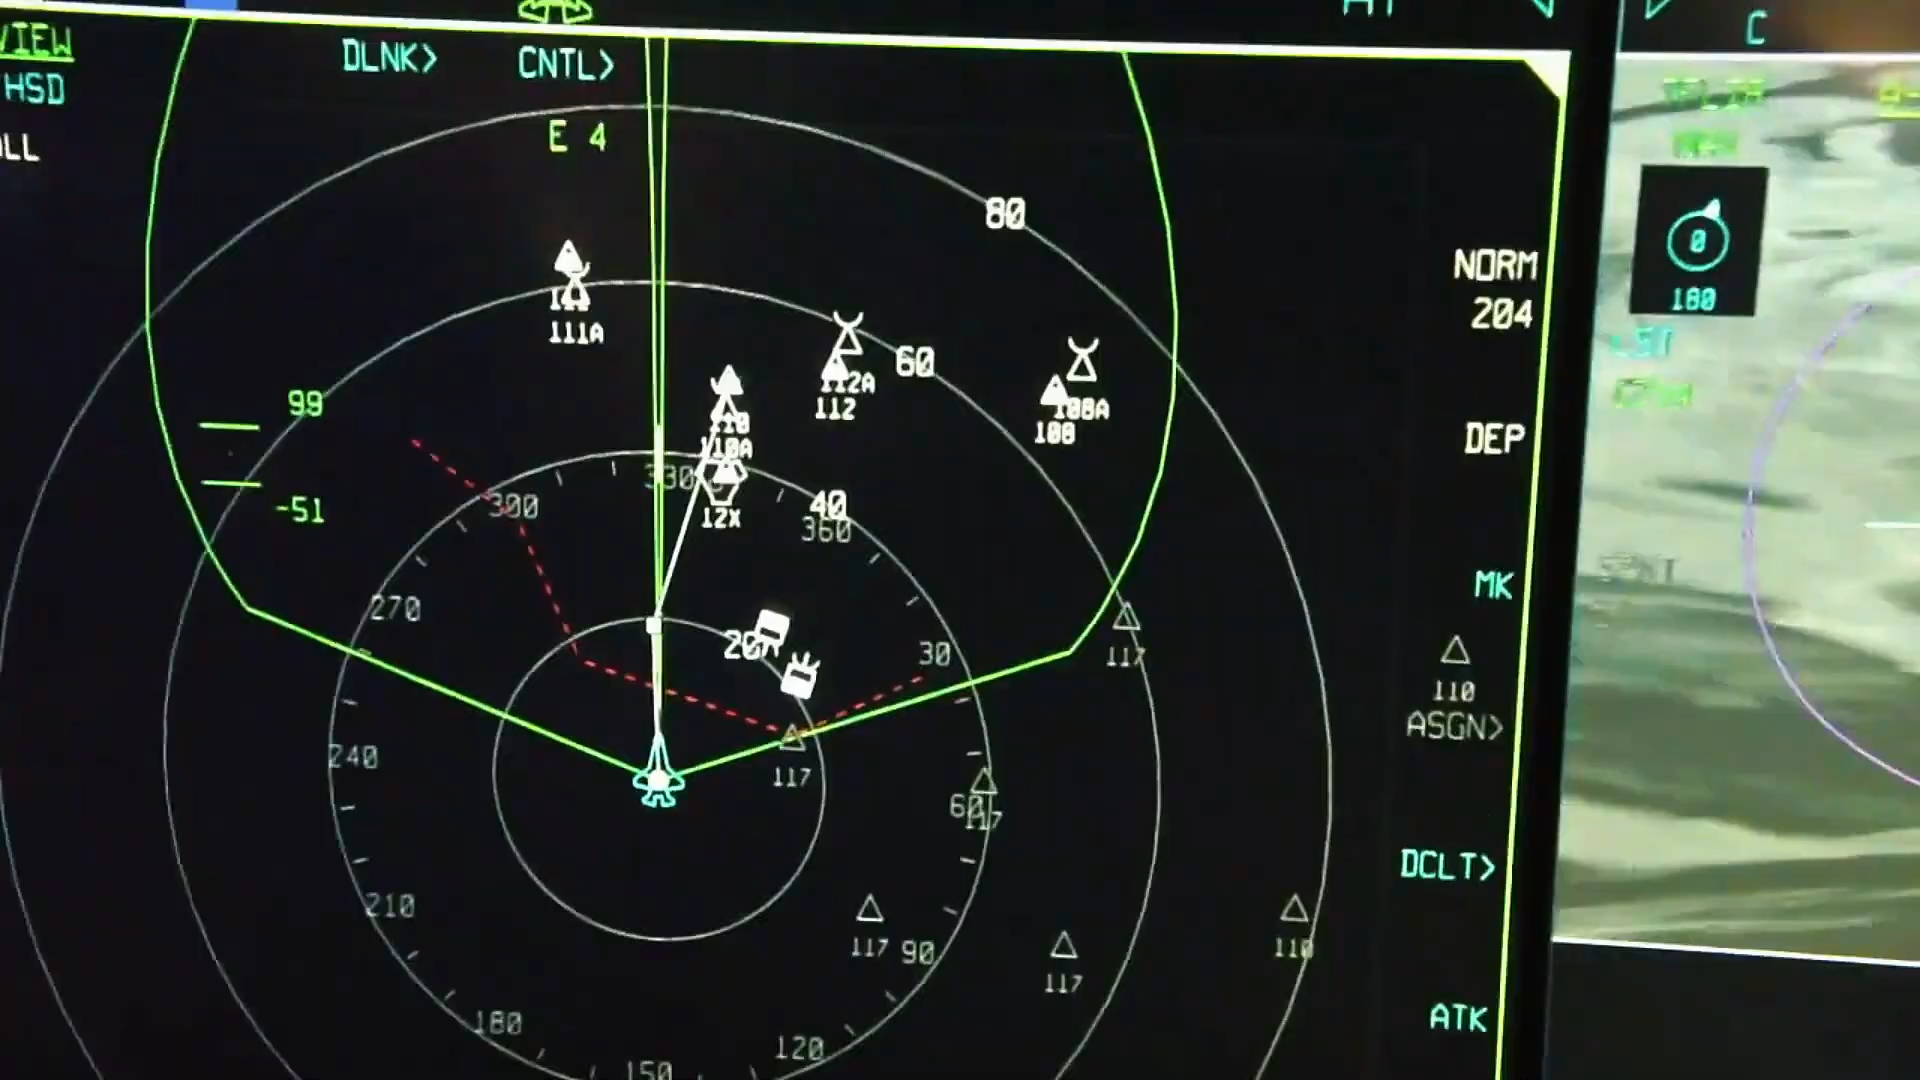 VIEW
HSD
DLNK>
CNTL>
C
E 4
80
NORM
204
0
180
111A
60
112A
112
108A
108
99
110
110A
330
300
12X
40
360
-51
DEP
270
30
MK
20
117
110
ASGN>
240
117
60
117
DCLT>
210
117
90
117
110
180
120
150
ATK